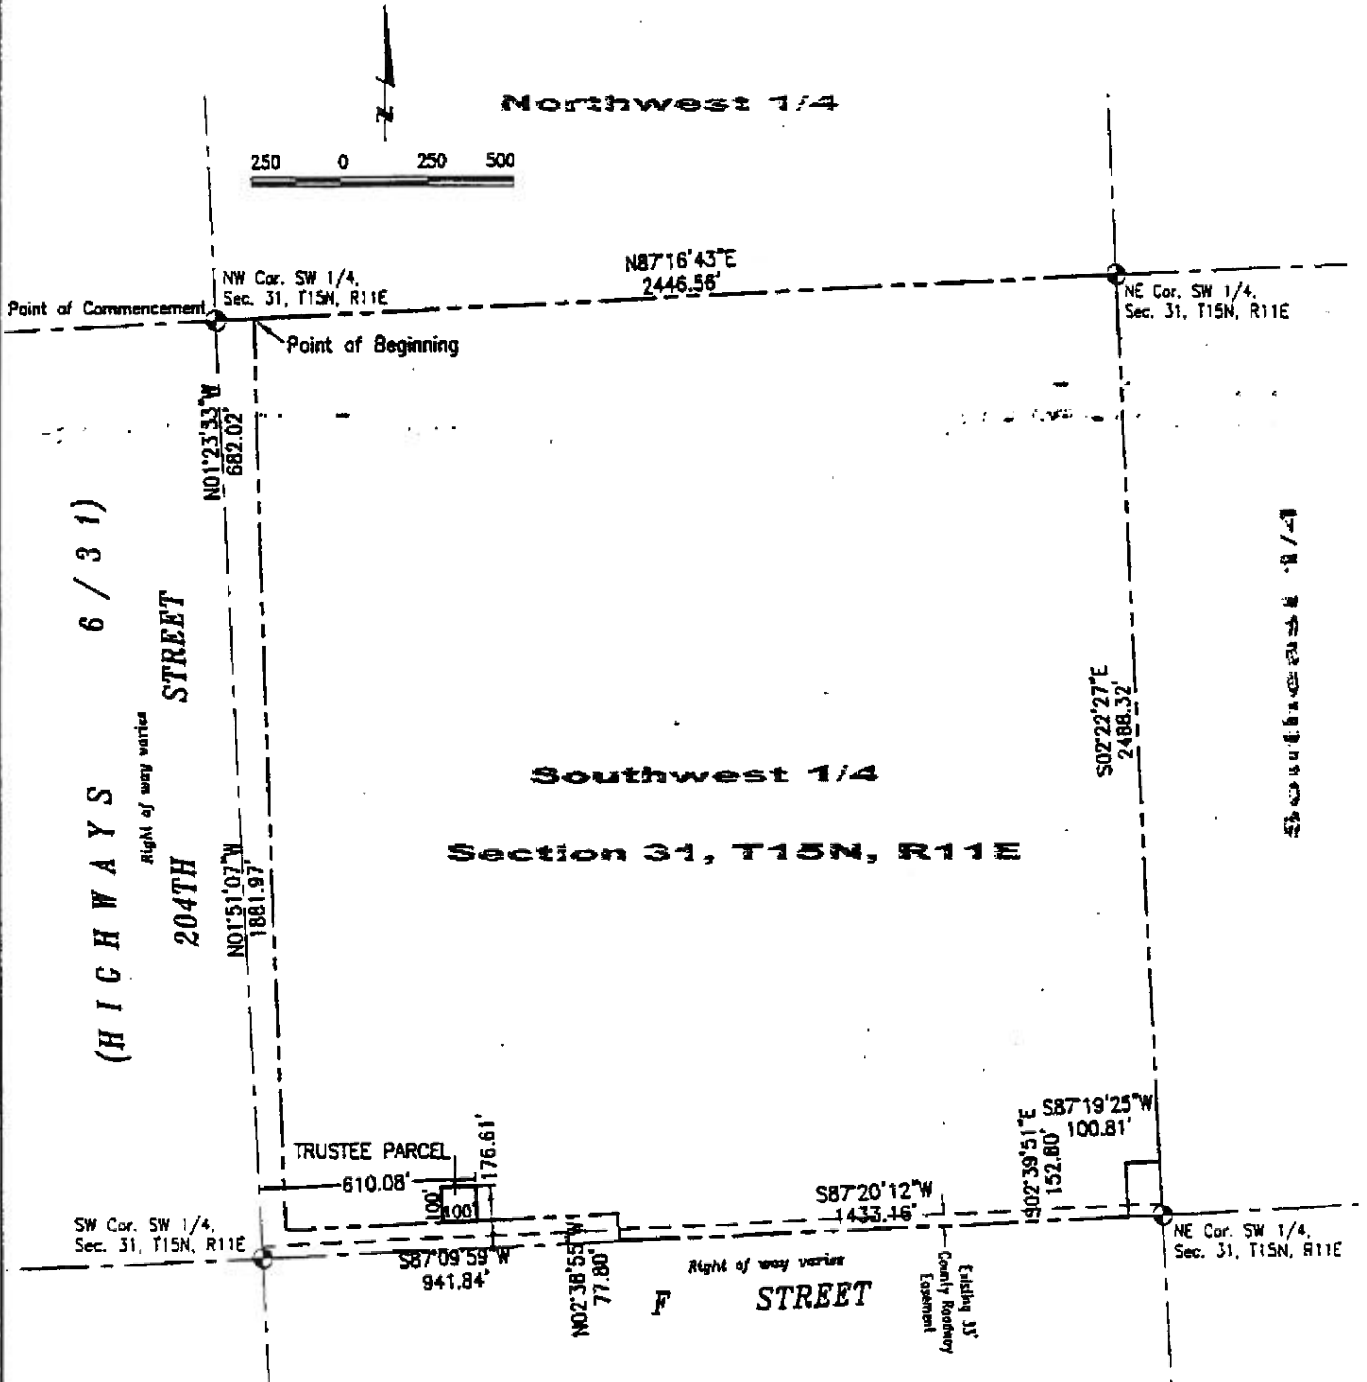 Northwest 1/4
N
250 0 250 500
N87°16'43"E
2446.56'
NW Cor. SW 1/4,
Sec. 31, T15N, R11E
Point of Commencement
NE Cor. SW 1/4,
Sec. 31, T15N, R11E
Point of Beginning
N01°23'33"W
682.02'
(HIGHWAYS 6/31)
204TH STREET
Right of way varies
Southwest 1/4
Section 31, T15N, R11E
S02°22'27"E
2488.32'
Southeast 1/4
N01°51'07"W
1881.97'
TRUSTEE PARCEL
610.08'
100'
100'
176.61'
S87°19'25"W
100.81'
S02°39'51"E
152.60'
S87°20'12"W
1433.16'
SW Cor. SW 1/4,
Sec. 31, T15N, R11E
NE Cor. SW 1/4,
Sec. 31, T15N, R11E
S87°09'59"W
941.84'
N02°38'55"W
77.80'
Right of way varies
F STREET
Existing 33'
County Roadway
Easement